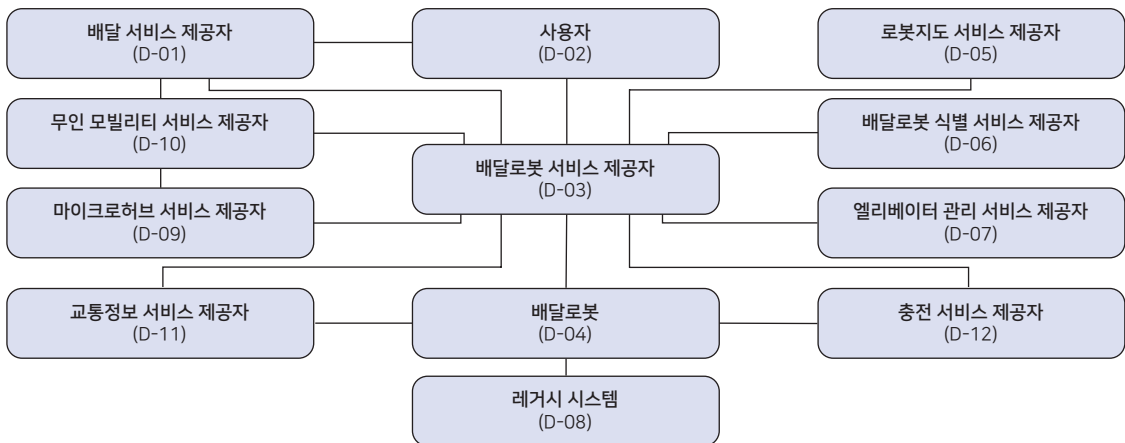 배달 서비스 제공자
(D-01)
사용자
(D-02)
로봇지도 서비스 제공자
(D-05)
무인 모빌리티 서비스 제공자
(D-10)
배달로봇 서비스 제공자
(D-03)
배달로봇 식별 서비스 제공자
(D-06)
마이크로허브 서비스 제공자
(D-09)
엘리베이터 관리 서비스 제공자
(D-07)
교통정보 서비스 제공자
(D-11)
배달로봇
(D-04)
충전 서비스 제공자
(D-12)
레거시 시스템
(D-08)